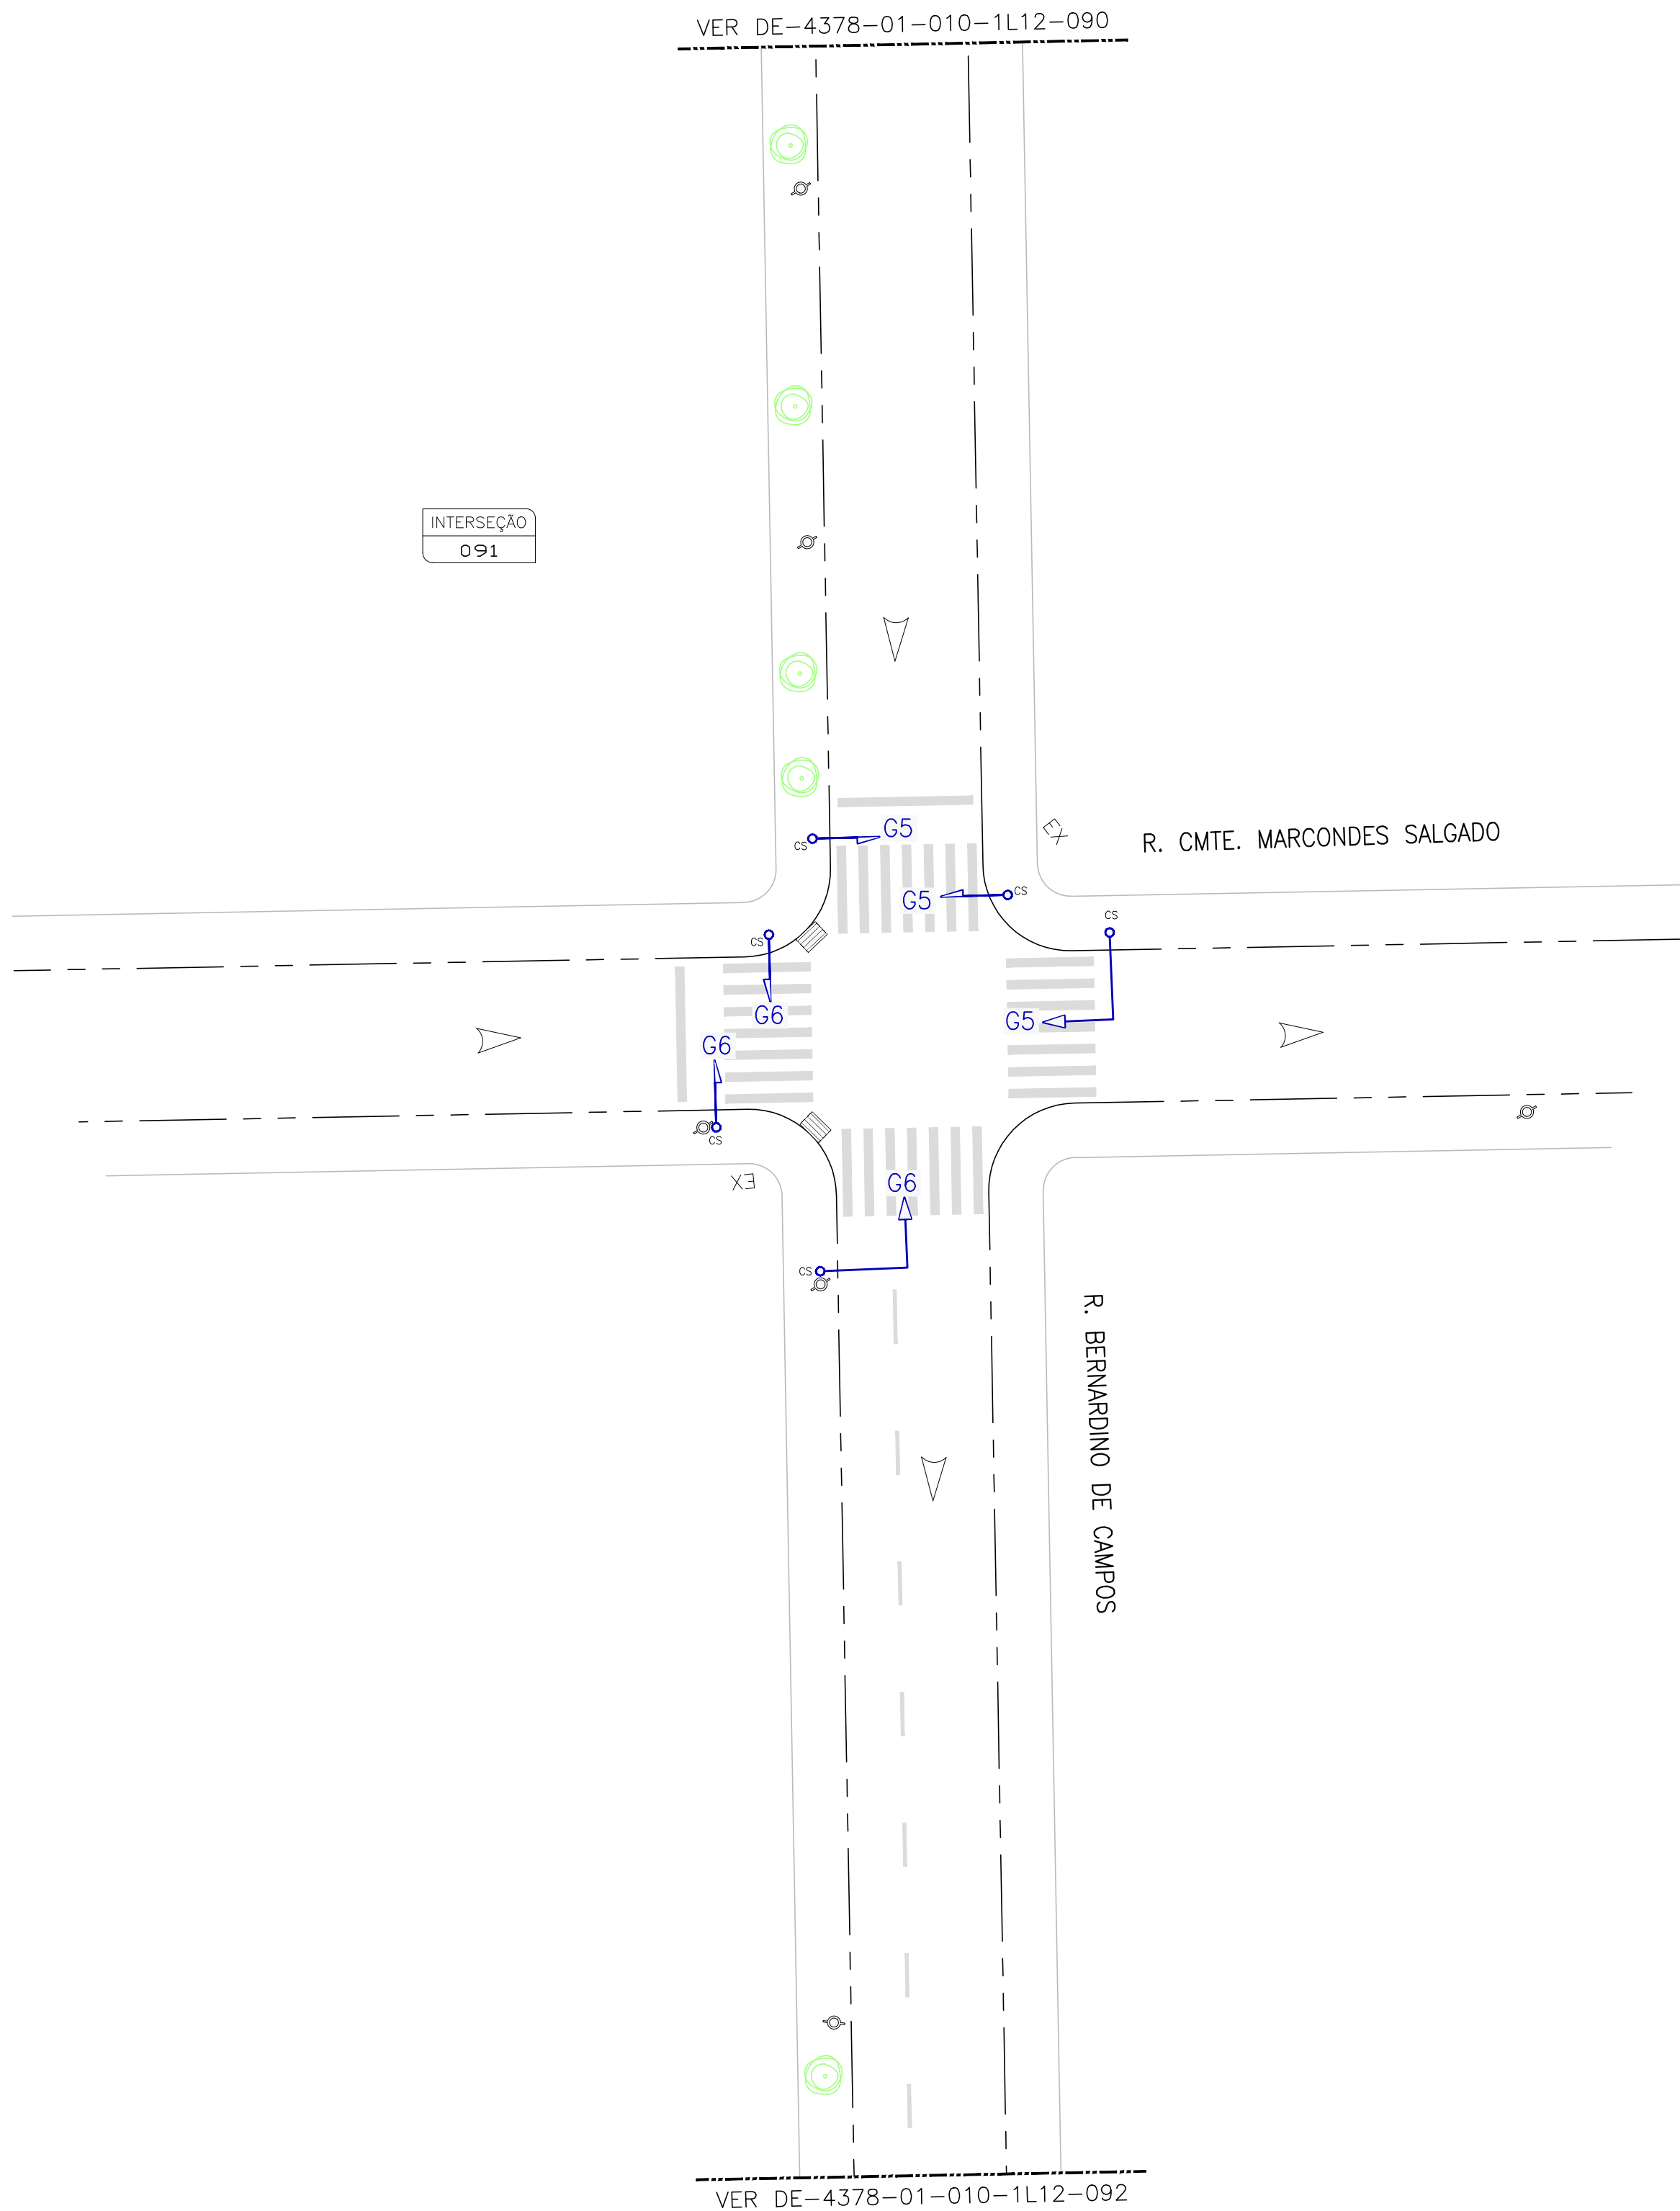 VER DE-4378-01-010-1L12-090
INTERSEÇÃO
091
EX
R. CMTE. MARCONDES SALGADO
G5
CS
G5
CS
CS
CS
G6
G5
G6
CS
EX
G6
CS
R. BERNARDINO DE CAMPOS
VER DE-4378-01-010-1L12-092